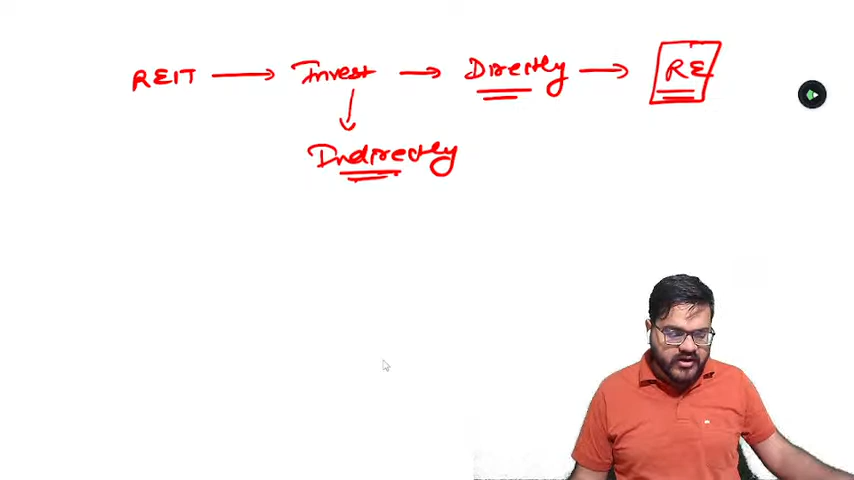 REIT → Invest → Directly → RE
↓
Indirectly